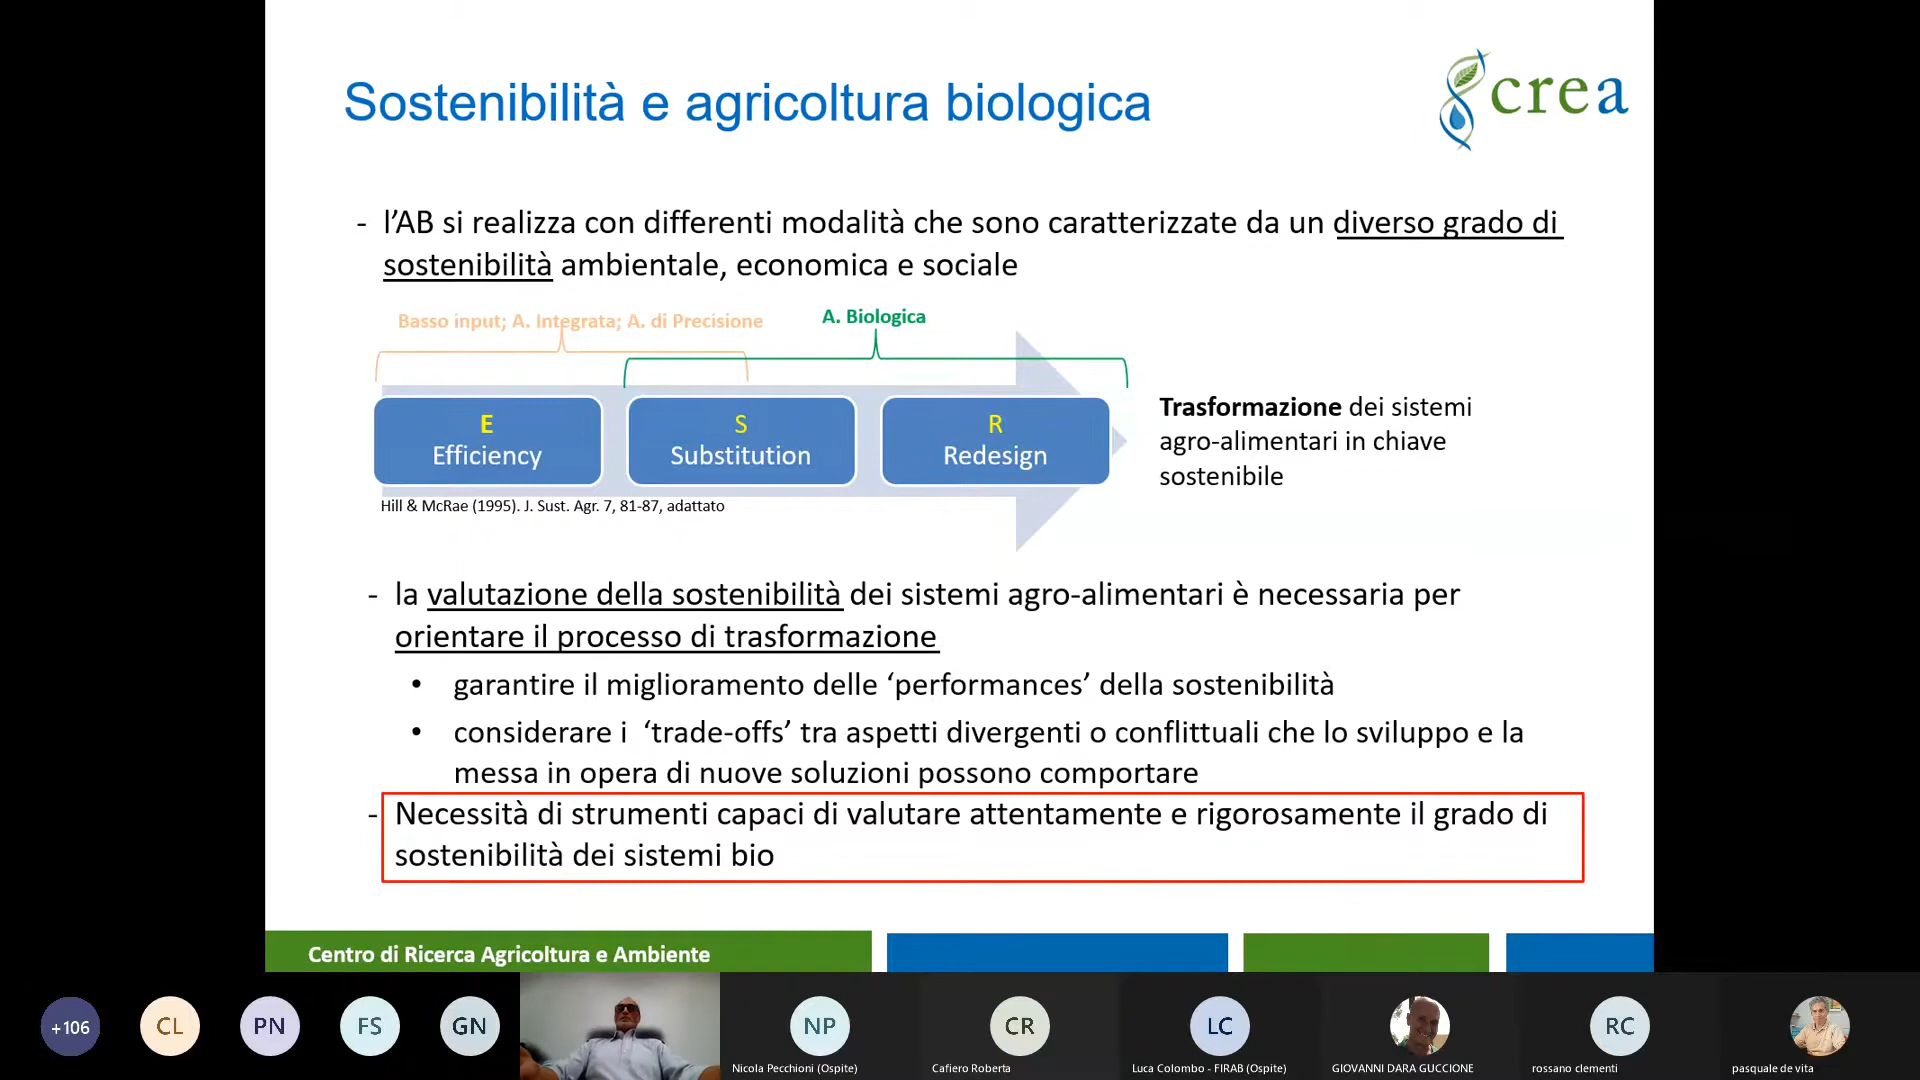 Sostenibilità e agricoltura biologica
crea
- l’AB si realizza con differenti modalità che sono caratterizzate da un diverso grado di
sostenibilità ambientale, economica e sociale
Basso input; A. Integrata; A. di Precisione
A. Biologica
E
Efficiency
S
Substitution
R
Redesign
Trasformazione dei sistemi
agro-alimentari in chiave
sostenibile
Hill & McRae (1995). J. Sust. Agr. 7, 81-87, adattato
- la valutazione della sostenibilità dei sistemi agro-alimentari è necessaria per
orientare il processo di trasformazione
• garantire il miglioramento delle ‘performances’ della sostenibilità
• considerare i ‘trade-offs’ tra aspetti divergenti o conflittuali che lo sviluppo e la
messa in opera di nuove soluzioni possono comportare
- Necessità di strumenti capaci di valutare attentamente e rigorosamente il grado di
sostenibilità dei sistemi bio
Centro di Ricerca Agricoltura e Ambiente
+106
CL
PN
FS
GN
NP
Nicola Pecchioni (Ospite)
CR
Cafiero Roberta
LC
Luca Colombo - FIRAB (Ospite)
GIOVANNI DARA GUCCIONE
RC
rossano clementi
pasquale de vita